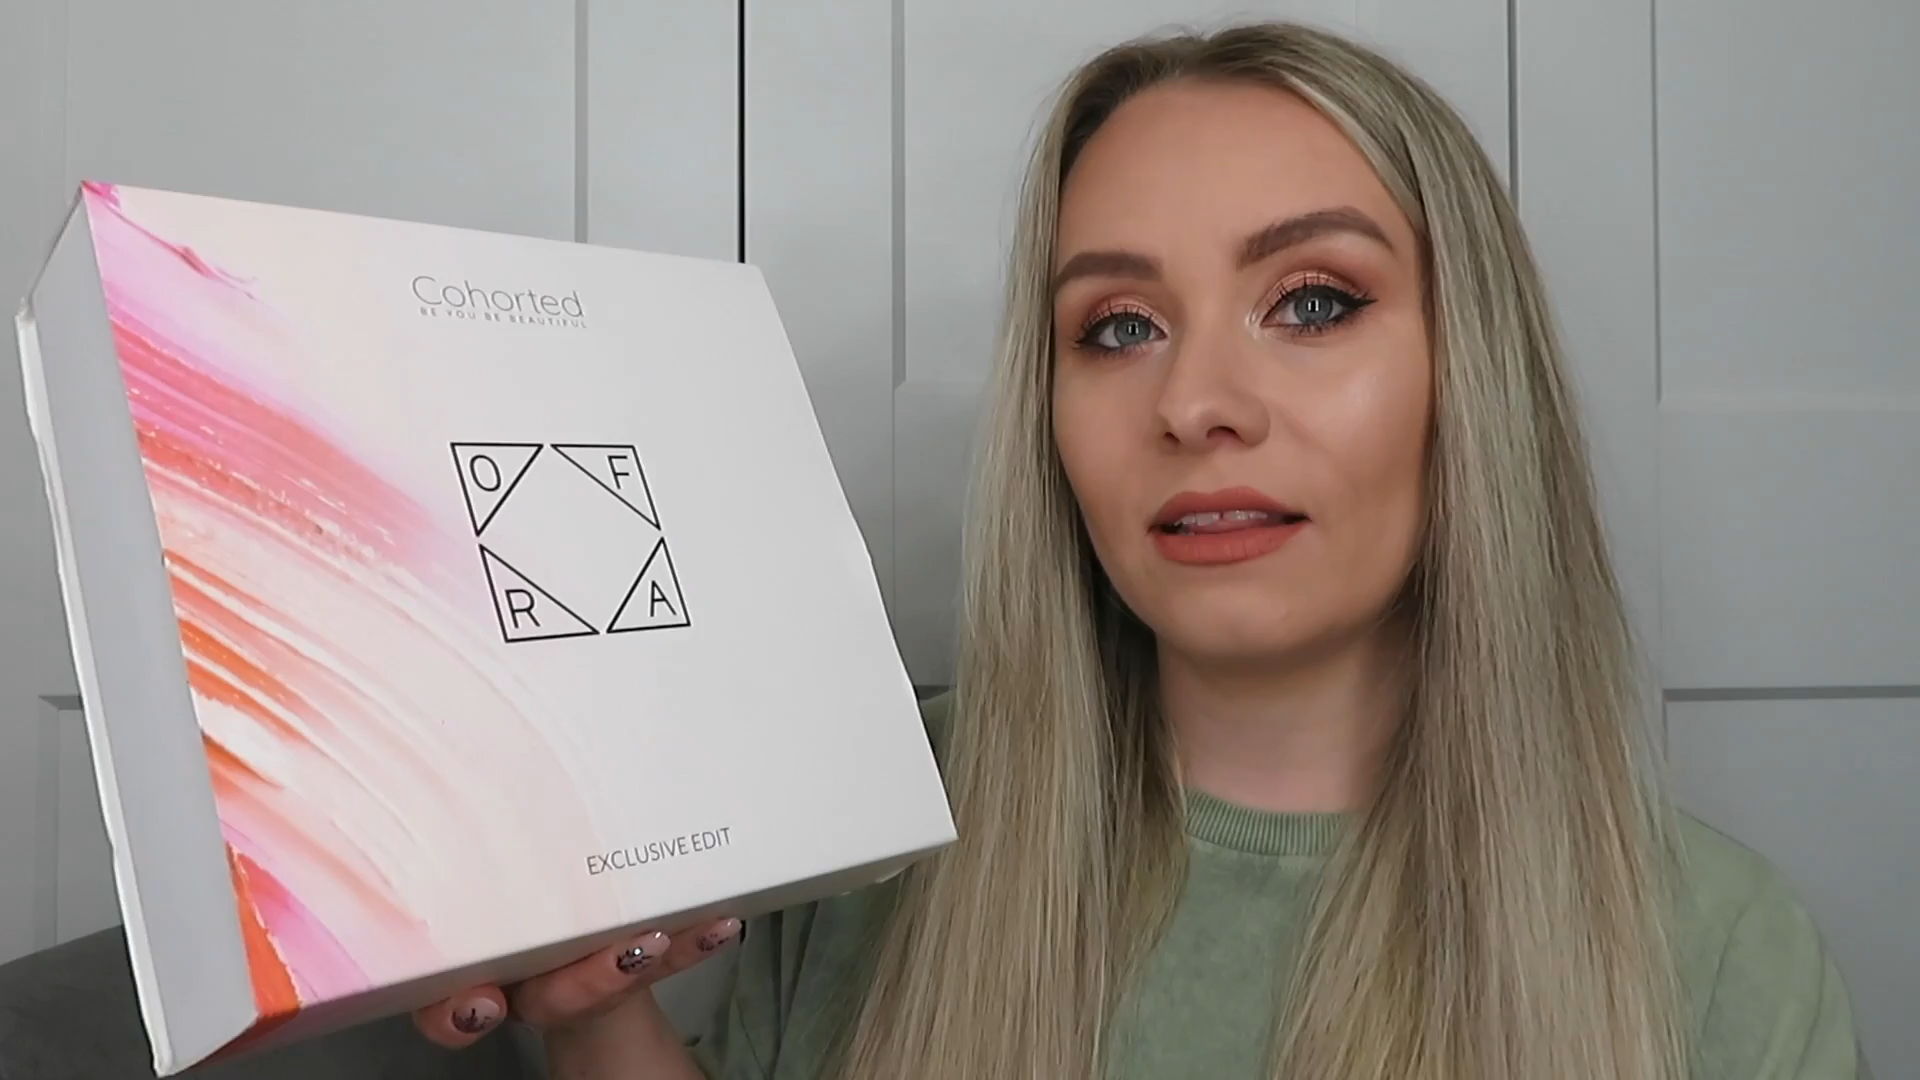 Cohorted
BE YOU BE BEAUTIFUL
O F
R A
EXCLUSIVE EDIT